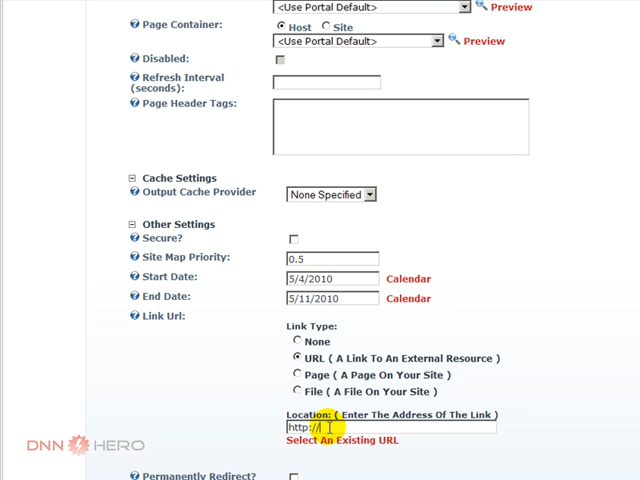 <Use Portal Default> Preview
Page Container: Host Site
<Use Portal Default> Preview
Disabled:
Refresh Interval
(seconds):
Page Header Tags:
Cache Settings
Output Cache Provider None Specified
Other Settings
Secure?
Site Map Priority: 0.5
Start Date: 5/4/2010 Calendar
End Date: 5/11/2010 Calendar
Link Url:
Link Type:
None
URL ( A Link To An External Resource )
Page ( A Page On Your Site )
File ( A File On Your Site )
Location: ( Enter The Address Of The Link )
http://
Select An Existing URL
DNN HERO
Permanently Redirect?